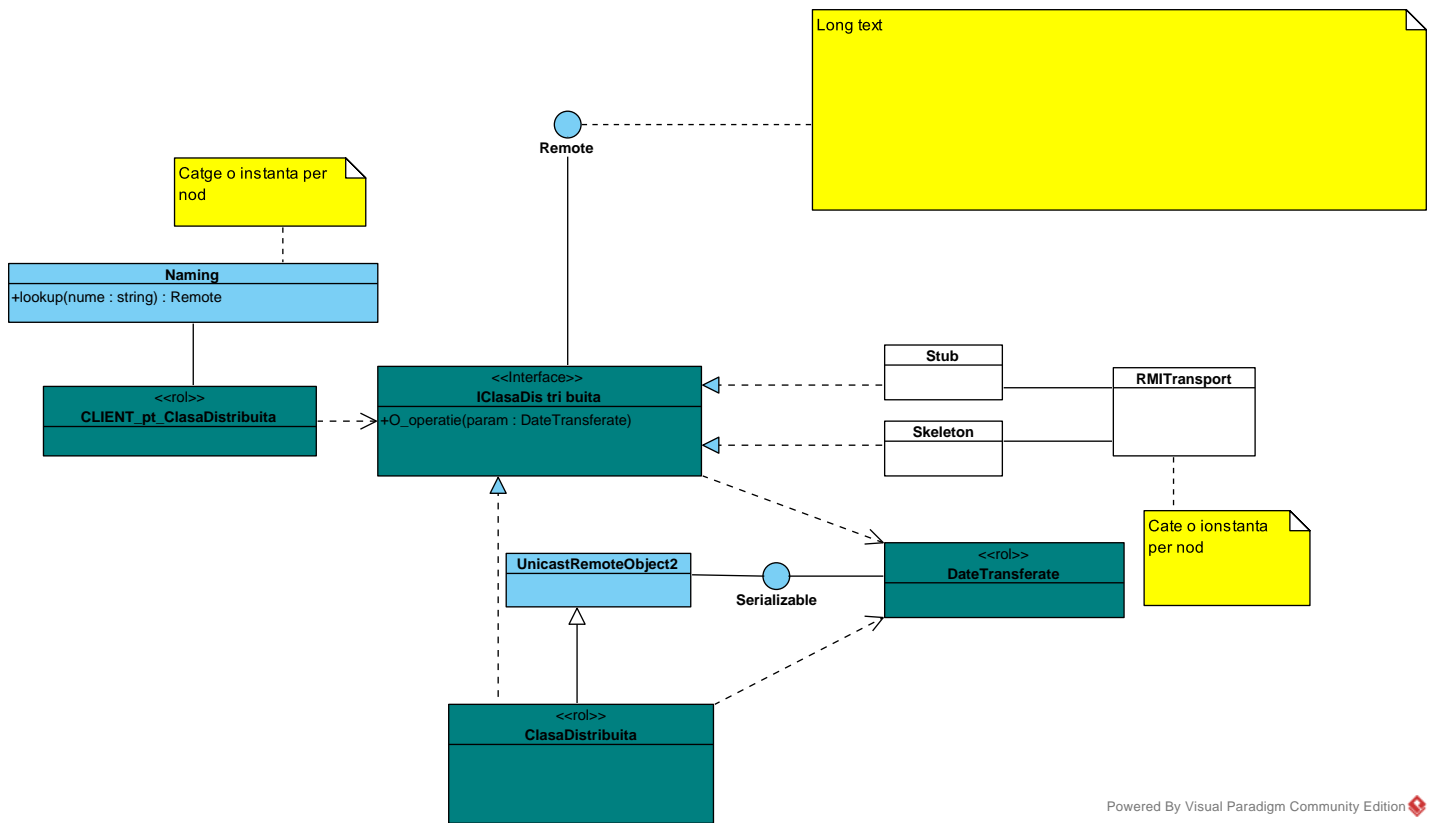 Long text
Remote
Catge o instanta per
nod
Naming
+lookup(nume : string) : Remote
<<rol>>
CLIENT_pt_ClasaDistribuita
<<Interface>>
IClasaDis tri buita
+O_operatie(param : DateTransferate)
Stub
RMITransport
Skeleton
Cate o ionstanta
per nod
UnicastRemoteObject2
Serializable
<<rol>>
DateTransferate
<<rol>>
ClasaDistribuita
Powered By Visual Paradigm Community Edition